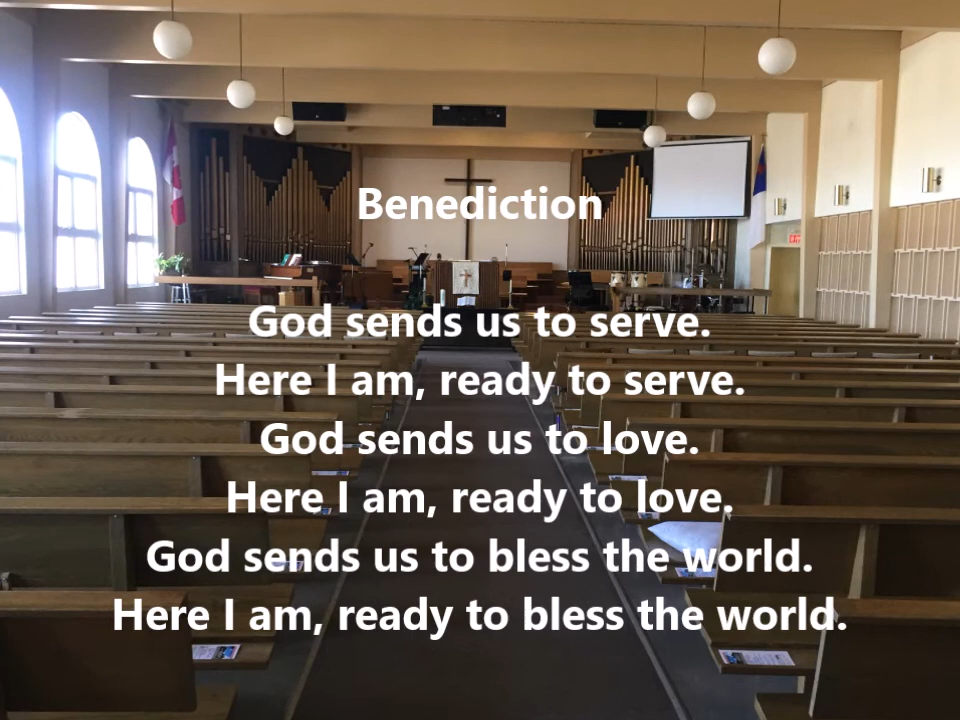 Benediction
God sends us to serve.
Here I am, ready to serve.
God sends us to love.
Here I am, ready to love.
God sends us to bless the world.
Here I am, ready to bless the world.